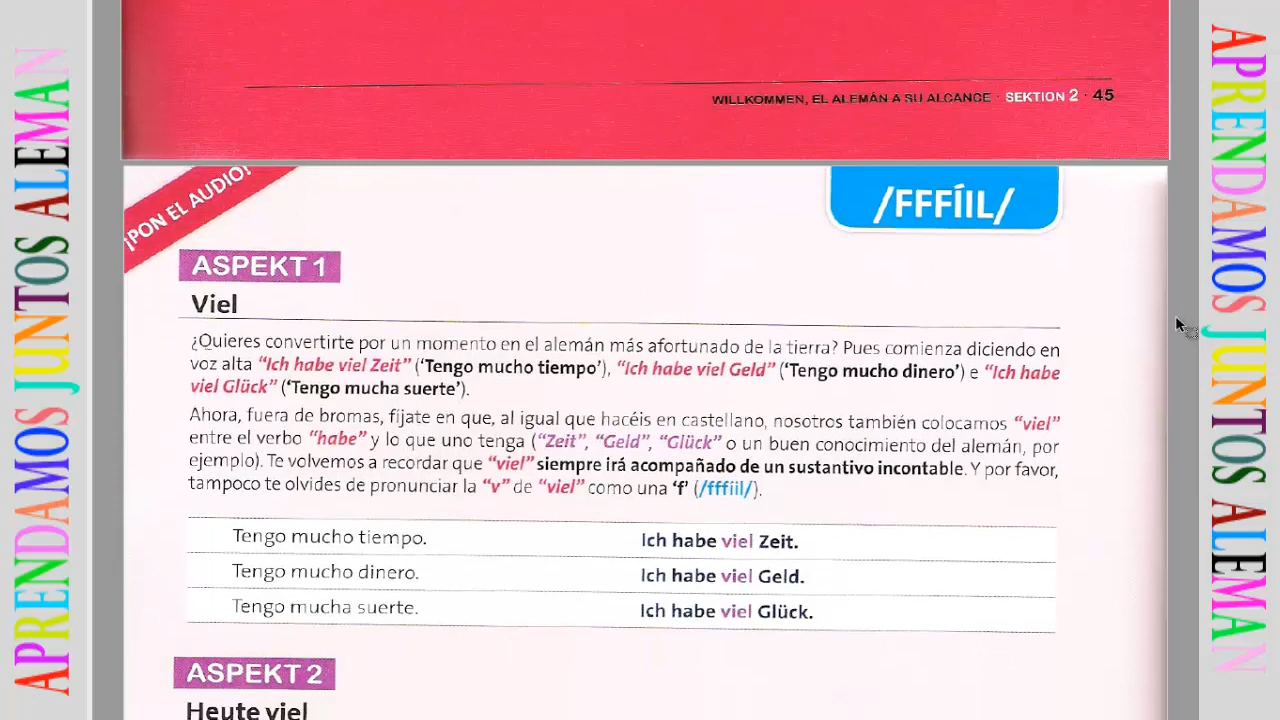 WILLKOMMEN, EL ALEMÁN A SU ALCANCE · SEKTION 2 · 45
¡PON EL AUDIO!
/FFFÍIL/
ASPEKT 1
Viel
¿Quieres convertirte por un momento en el alemán más afortunado de la tierra? Pues comienza diciendo en
voz alta “Ich habe viel Zeit” (‘Tengo mucho tiempo’), “Ich habe viel Geld” (‘Tengo mucho dinero’) e “Ich habe
viel Glück” (‘Tengo mucha suerte’).
Ahora, fuera de bromas, fíjate en que, al igual que hacéis en castellano, nosotros también colocamos “viel”
entre el verbo “habe” y lo que uno tenga (“Zeit”, “Geld”, “Glück” o un buen conocimiento del alemán, por
ejemplo). Te volvemos a recordar que “viel” siempre irá acompañado de un sustantivo incontable. Y por favor,
tampoco te olvides de pronunciar la “v” de “viel” como una ‘f’ (/fffíil/).
Tengo mucho tiempo. Ich habe viel Zeit.
Tengo mucho dinero. Ich habe viel Geld.
Tengo mucha suerte. Ich habe viel Glück.
ASPEKT 2
Heute viel
APRENDAMOS JUNTOS ALEMAN
APRENDAMOS JUNTOS ALEMAN